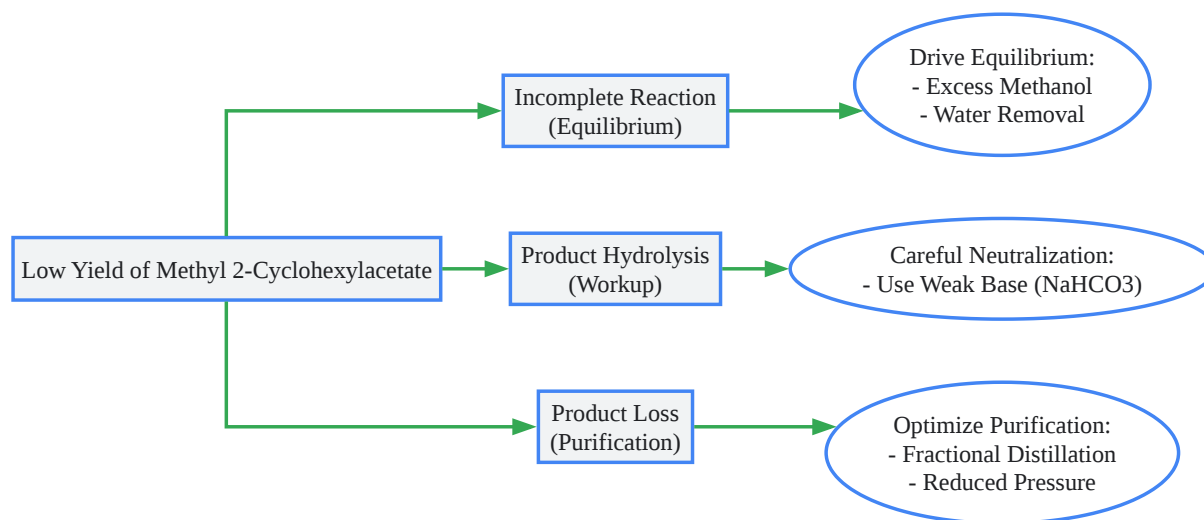 Low Yield of Methyl 2-Cyclohexylacetate
Incomplete Reaction
(Equilibrium)
Drive Equilibrium:
- Excess Methanol
- Water Removal
Product Hydrolysis
(Workup)
Careful Neutralization:
- Use Weak Base (NaHCO3)
Product Loss
(Purification)
Optimize Purification:
- Fractional Distillation
- Reduced Pressure